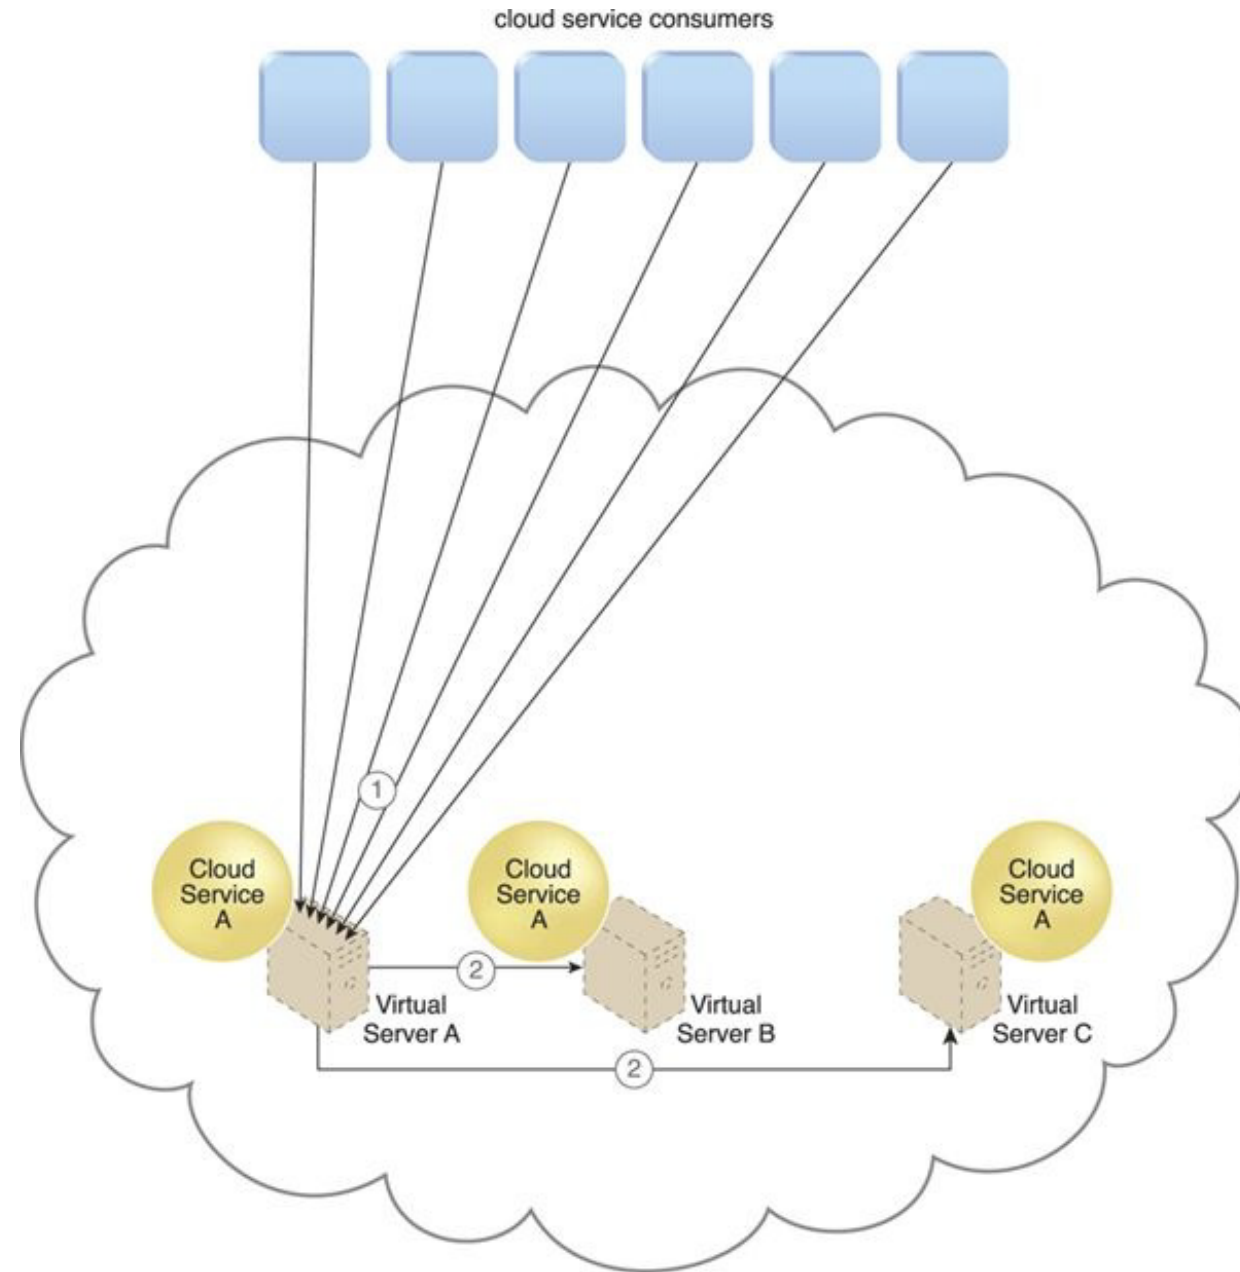 cloud service consumers
1
Cloud
Service
A
Cloud
Service
A
Cloud
Service
A
2
Virtual
Server A
Virtual
Server B
Virtual
Server C
2